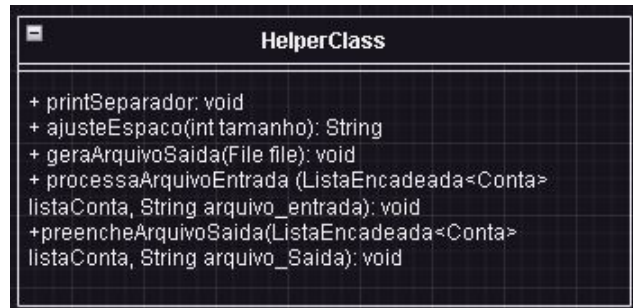 HelperClass
+ printSeparador: void
+ ajusteEspaco(int tamanho): String
+ geraArquivoSaida(File file): void
+ processaArquivoEntrada (ListaEncadeada<Conta>
listaConta, String arquivo_entrada): void
+preencheArquivoSaida(ListaEncadeada<Conta>
listaConta, String arquivo_Saida): void